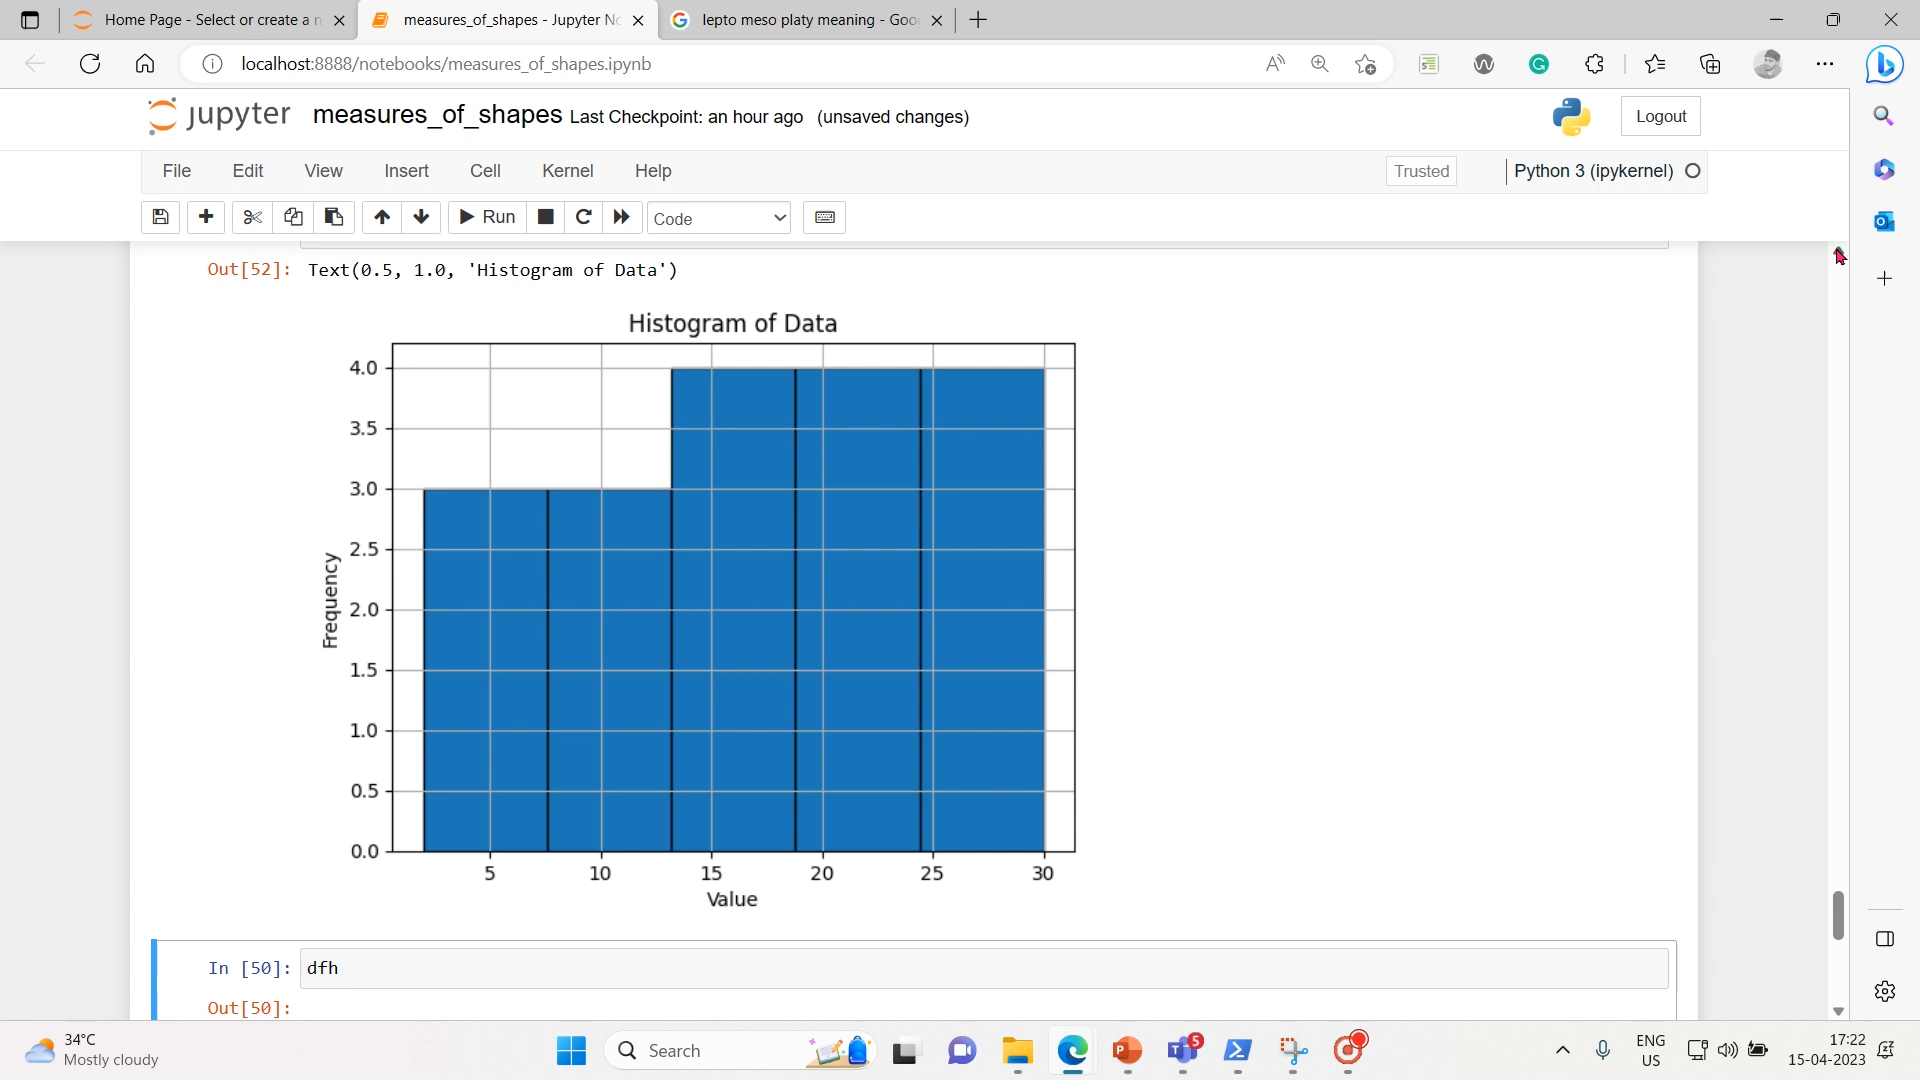 Home Page - Select or create a n
measures_of_shapes - Jupyter No
lepto meso platy meaning - Goo
localhost:8888/notebooks/measures_of_shapes.ipynb
jupyter measures_of_shapes Last Checkpoint: an hour ago (unsaved changes)
Logout
File Edit View Insert Cell Kernel Help
Trusted
Python 3 (ipykernel)
Run
Code
Out[52]: Text(0.5, 1.0, 'Histogram of Data')
Histogram of Data
4.0
3.5
3.0
2.5
2.0
1.5
1.0
0.5
0.0
Frequency
5 10 15 20 25 30
Value
In [50]: dfh
Out[50]:
34°C
Mostly cloudy
Search
5
ENG
US
17:22
15-04-2023